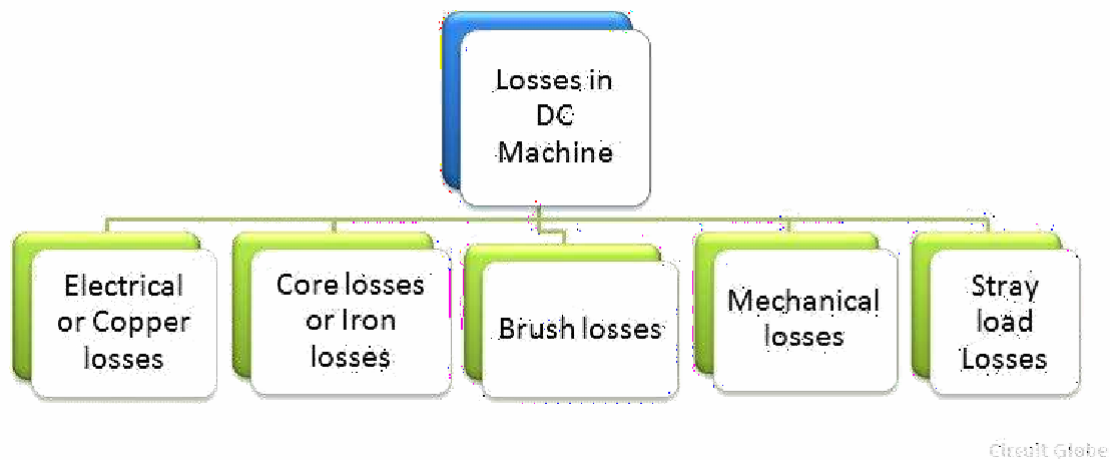 Losses in
DC
Machine
Electrical
or Copper
losses
Core losses
or Iron
losses
Brush losses
Mechanical
losses
Stray
load
Losses
Circuit Globe